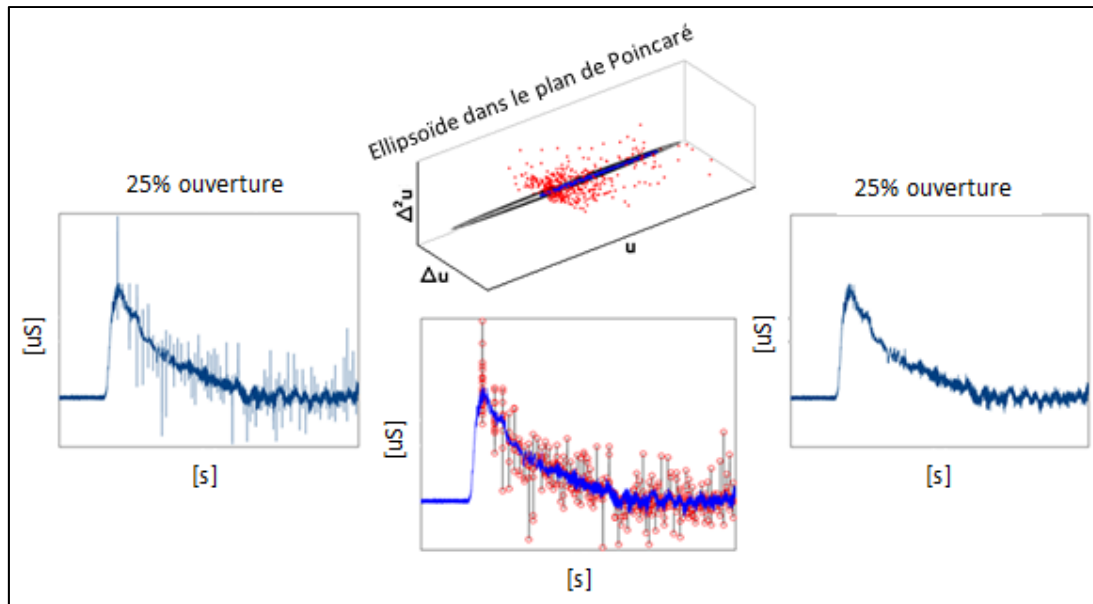 Ellipsoïde dans le plan de Poincaré
Δ²u
Δu
u
25% ouverture
[uS]
[s]
[uS]
[s]
25% ouverture
[uS]
[s]